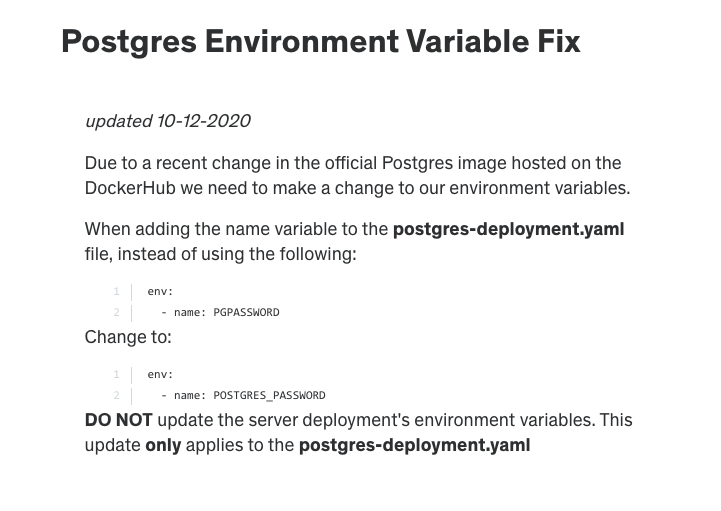 Postgres Environment Variable Fix
updated 10-12-2020
Due to a recent change in the official Postgres image hosted on the
DockerHub we need to make a change to our environment variables.
When adding the name variable to the postgres-deployment.yaml
file, instead of using the following:
1 env:
2   - name: PGPASSWORD
Change to:
1 env:
2   - name: POSTGRES_PASSWORD
DO NOT update the server deployment's environment variables. This
update only applies to the postgres-deployment.yaml